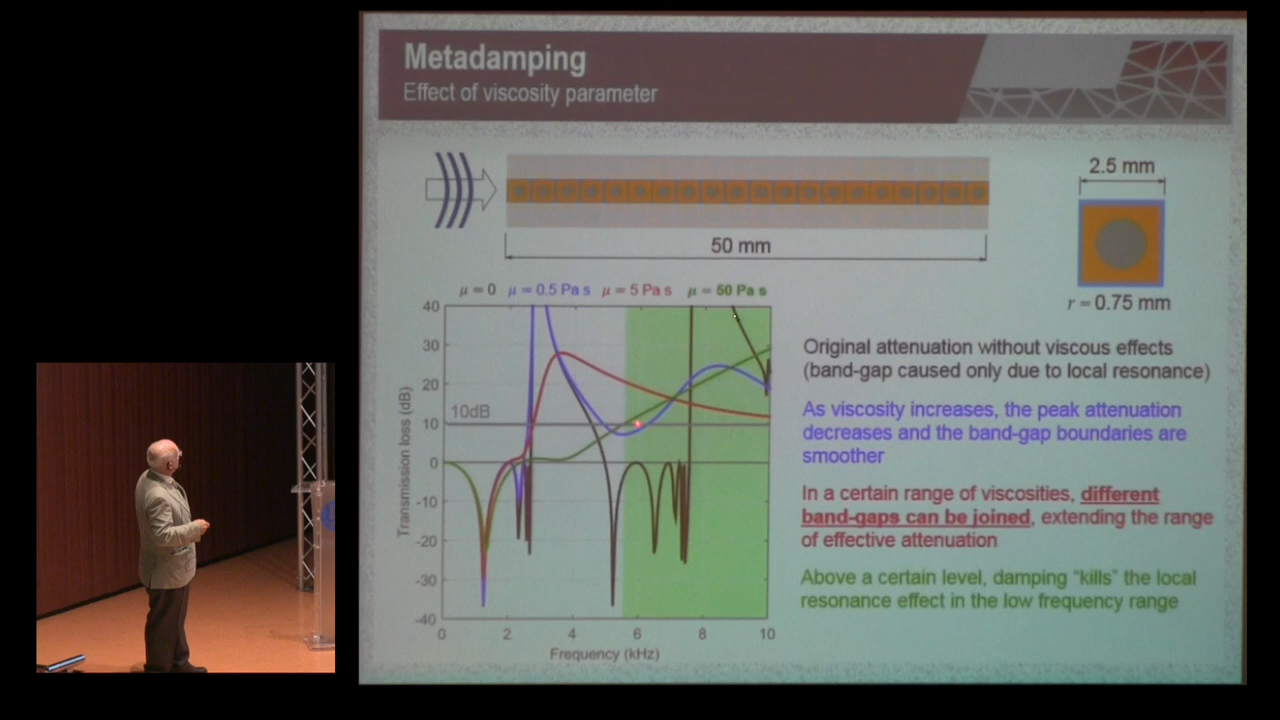 Metadamping
Effect of viscosity parameter
2.5 mm
50 mm
r = 0.75 mm
μ = 0 μ = 0.5 Pa s μ = 5 Pa s μ = 50 Pa s
40
30
20
10dB
10
0
-10
-20
-30
-40
Transmission loss (dB)
0 2 4 6 8 10
Frequency (kHz)
Original attenuation without viscous effects
(band-gap caused only due to local resonance)
As viscosity increases, the peak attenuation
decreases and the band-gap boundaries are
smoother
In a certain range of viscosities, different
band-gaps can be joined, extending the range
of effective attenuation
Above a certain level, damping "kills" the local
resonance effect in the low frequency range